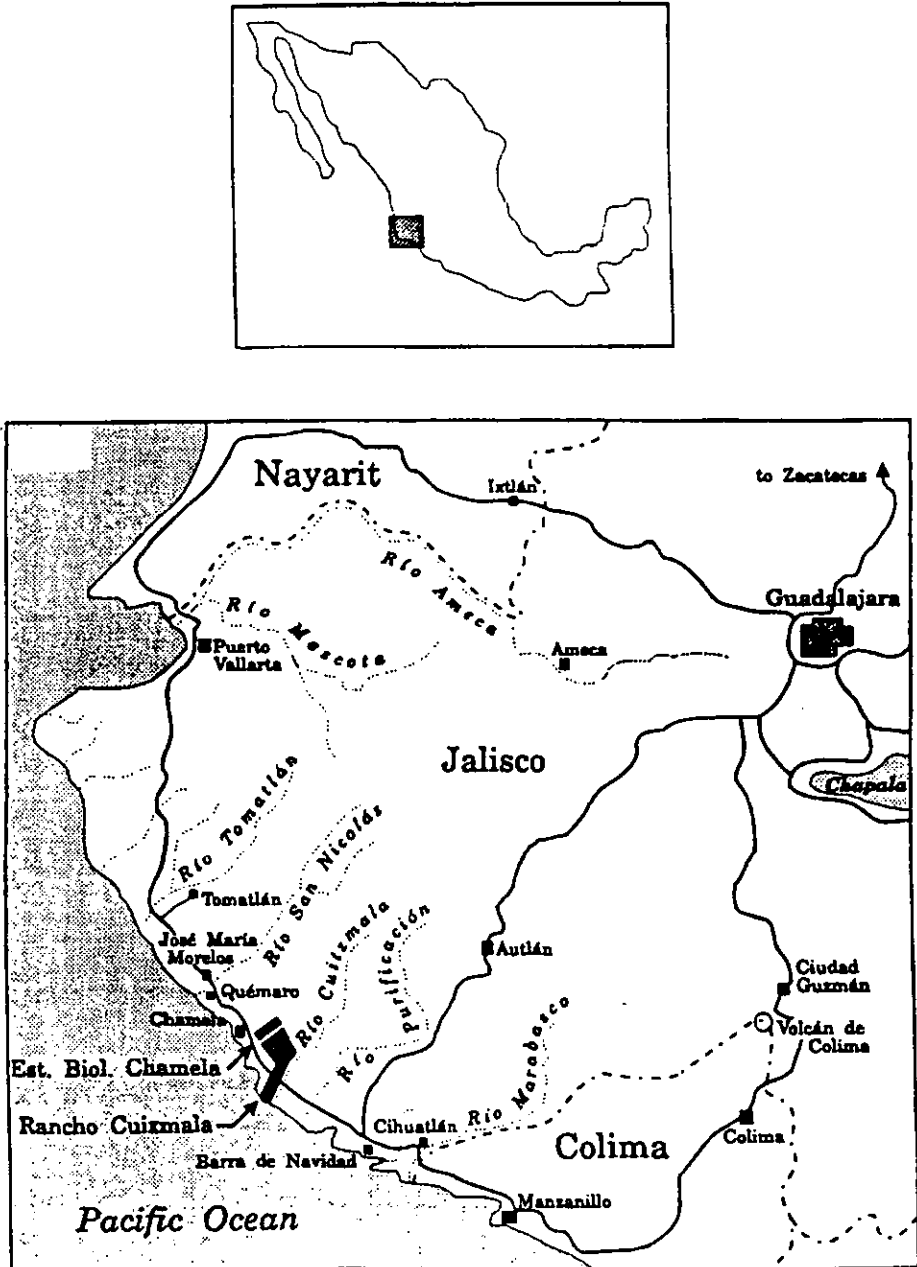 Nayarit
Ixtlán
to Zacatecas
Río Ameca
Guadalajara
Río Mascota
Puerto
Vallarta
Ameca
Jalisco
Chapala
Río Tomatlán
Río San Nicolás
Tomatlán
Río Cuitzmala
Río Purificación
José María
Morelos
Autlán
Quémaro
Ciudad
Guzmán
Chamela
Volcán de
Colima
Est. Biol. Chamela
Río Marabasco
Rancho Cuixmala
Cihuatlán
Colima
Colima
Barra de Navidad
Manzanillo
Pacific Ocean